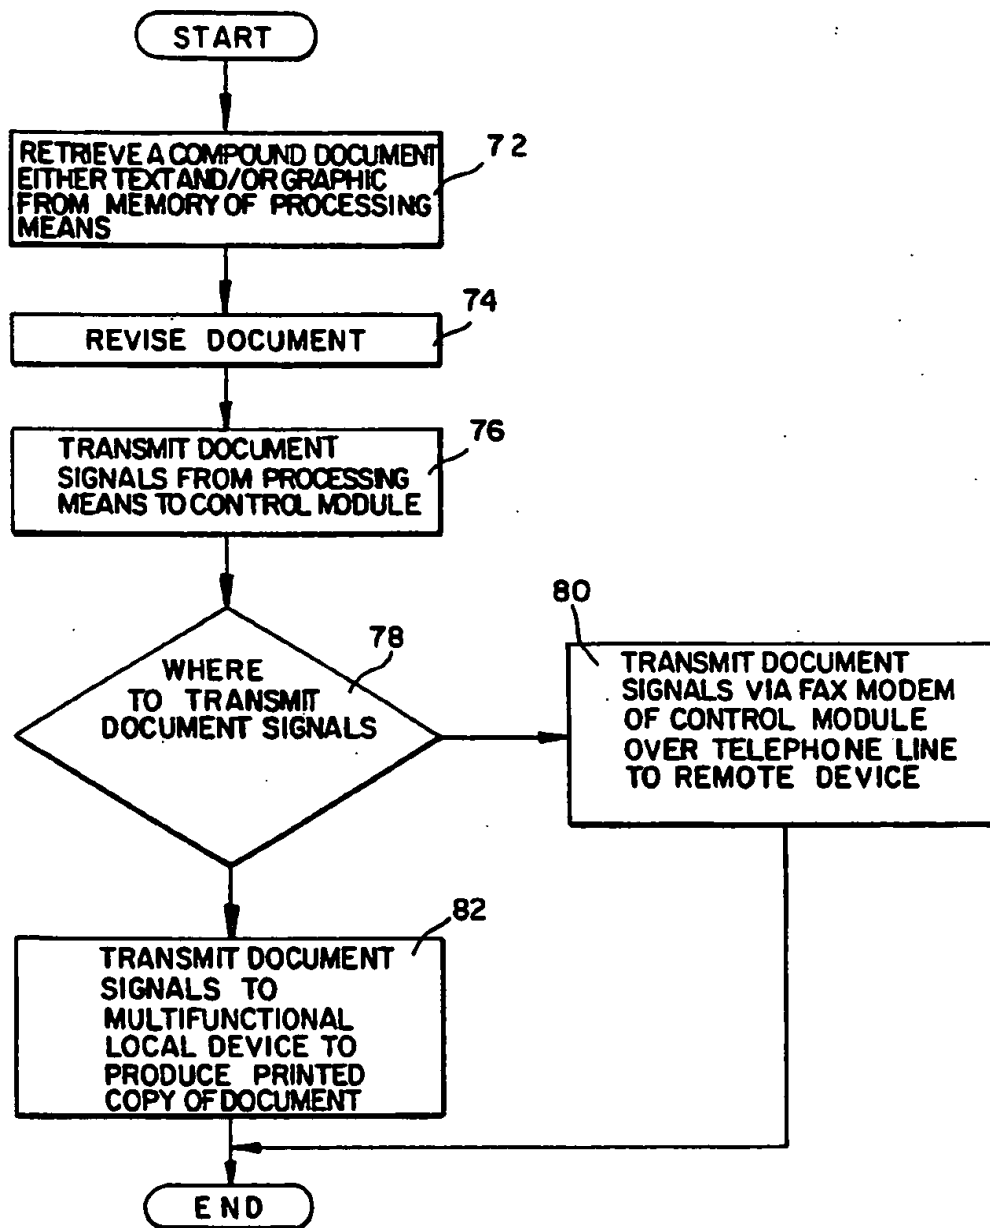 START
RETRIEVE A COMPOUND DOCUMENT
EITHER TEXT AND/OR GRAPHIC
FROM MEMORY OF PROCESSING
MEANS
72
REVISE DOCUMENT
74
TRANSMIT DOCUMENT
SIGNALS FROM PROCESSING
MEANS TO CONTROL MODULE
76
WHERE
TO TRANSMIT
DOCUMENT SIGNALS
78
80
TRANSMIT DOCUMENT
SIGNALS VIA FAX MODEM
OF CONTROL MODULE
OVER TELEPHONE LINE
TO REMOTE DEVICE
82
TRANSMIT DOCUMENT
SIGNALS TO
MULTIFUNCTIONAL
LOCAL DEVICE TO
PRODUCE PRINTED
COPY OF DOCUMENT
END